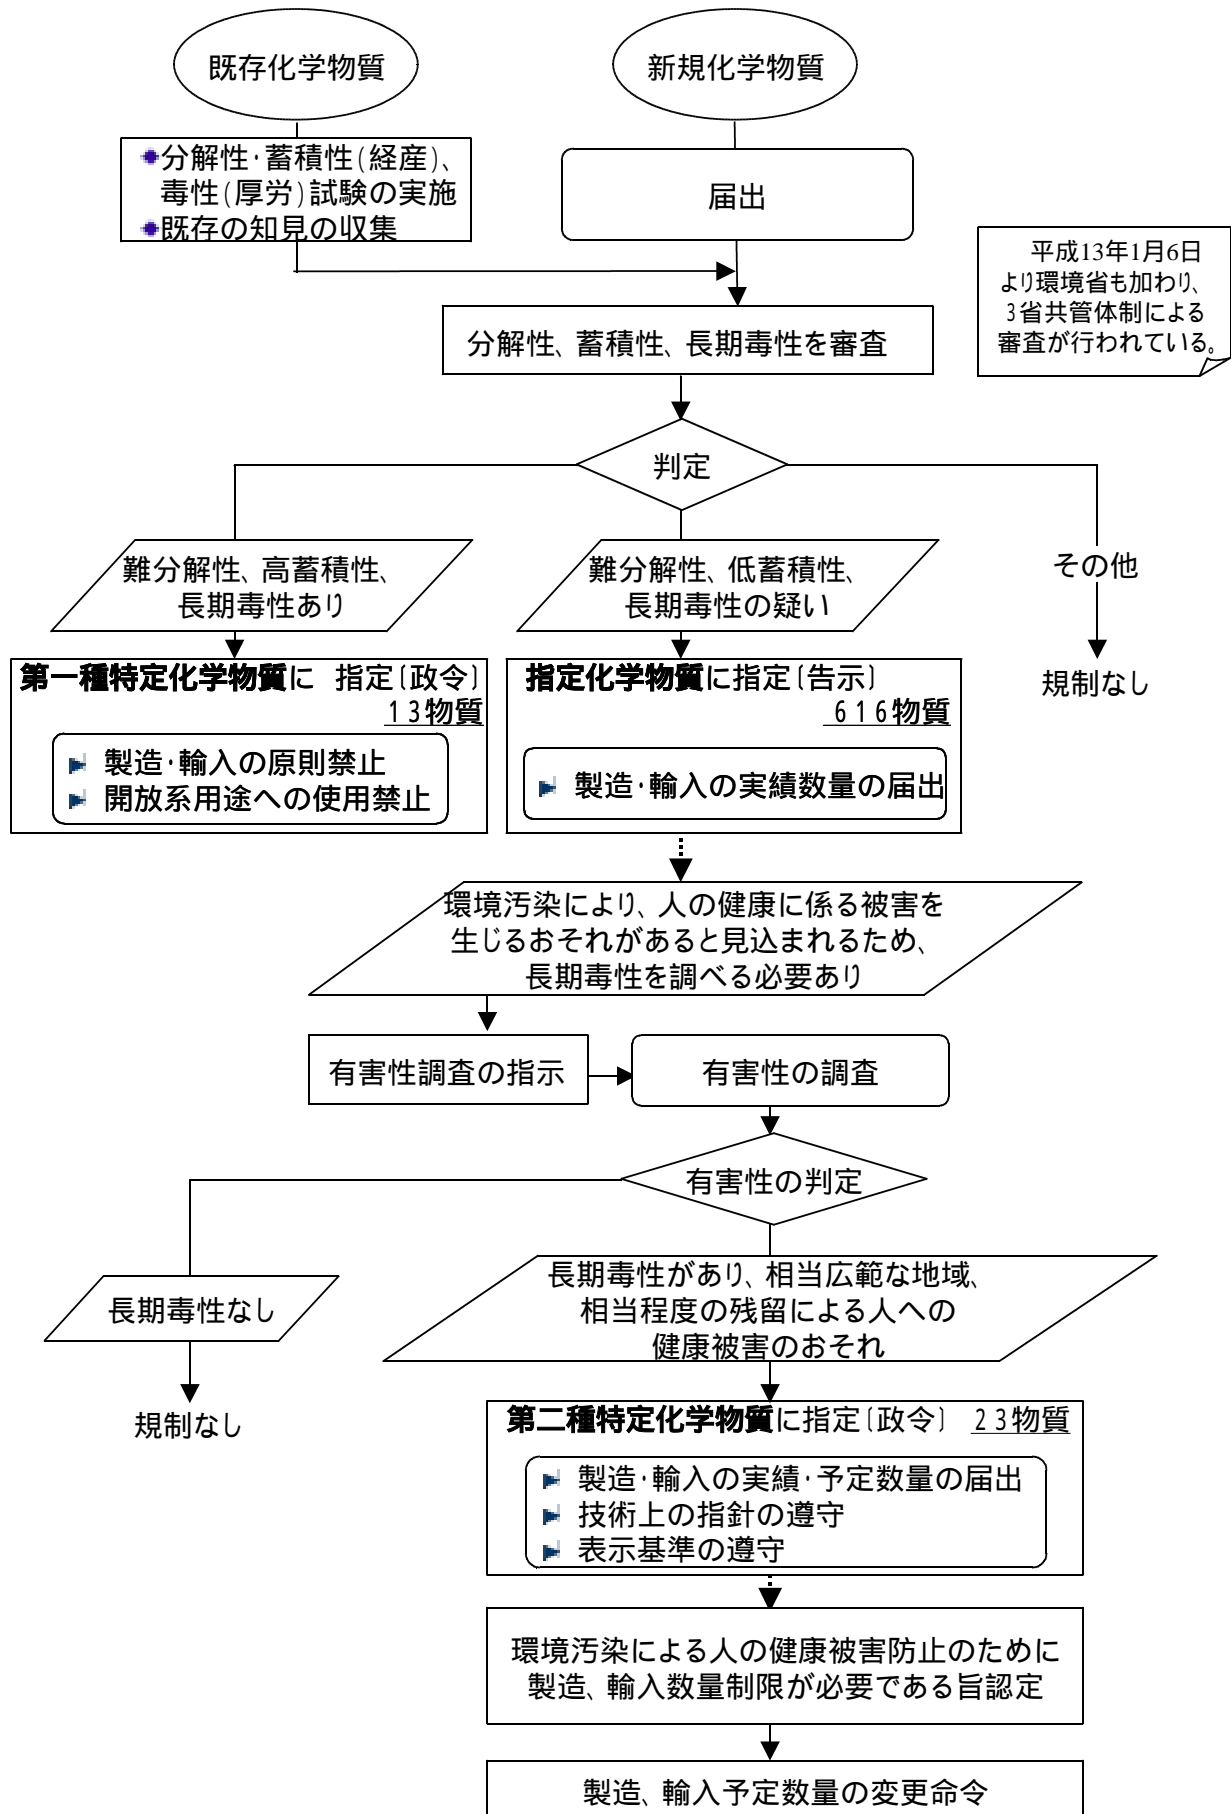 既存化学物質
新規化学物質
分解性・蓄積性(経産)、
毒性(厚労)試験の実施
既存の知見の収集
届出
平成13年1月6日
より環境省も加わり、
3省共管体制による
審査が行われている。
分解性、蓄積性、長期毒性を審査
判定
難分解性、高蓄積性、
長期毒性あり
難分解性、低蓄積性、
長期毒性の疑い
その他
第一種特定化学物質に 指定〔政令〕
13物質
製造・輸入の原則禁止
開放系用途への使用禁止
指定化学物質に指定〔告示〕
616物質
製造・輸入の実績数量の届出
規制なし
環境汚染により、人の健康に係る被害を
生じるおそれがあると見込まれるため、
長期毒性を調べる必要あり
有害性調査の指示
有害性の調査
有害性の判定
長期毒性なし
長期毒性があり、相当広範な地域、
相当程度の残留による人への
健康被害のおそれ
規制なし
第二種特定化学物質に指定〔政令〕 23物質
製造・輸入の実績・予定数量の届出
技術上の指針の遵守
表示基準の遵守
環境汚染による人の健康被害防止のために
製造、輸入数量制限が必要である旨認定
製造、輸入予定数量の変更命令